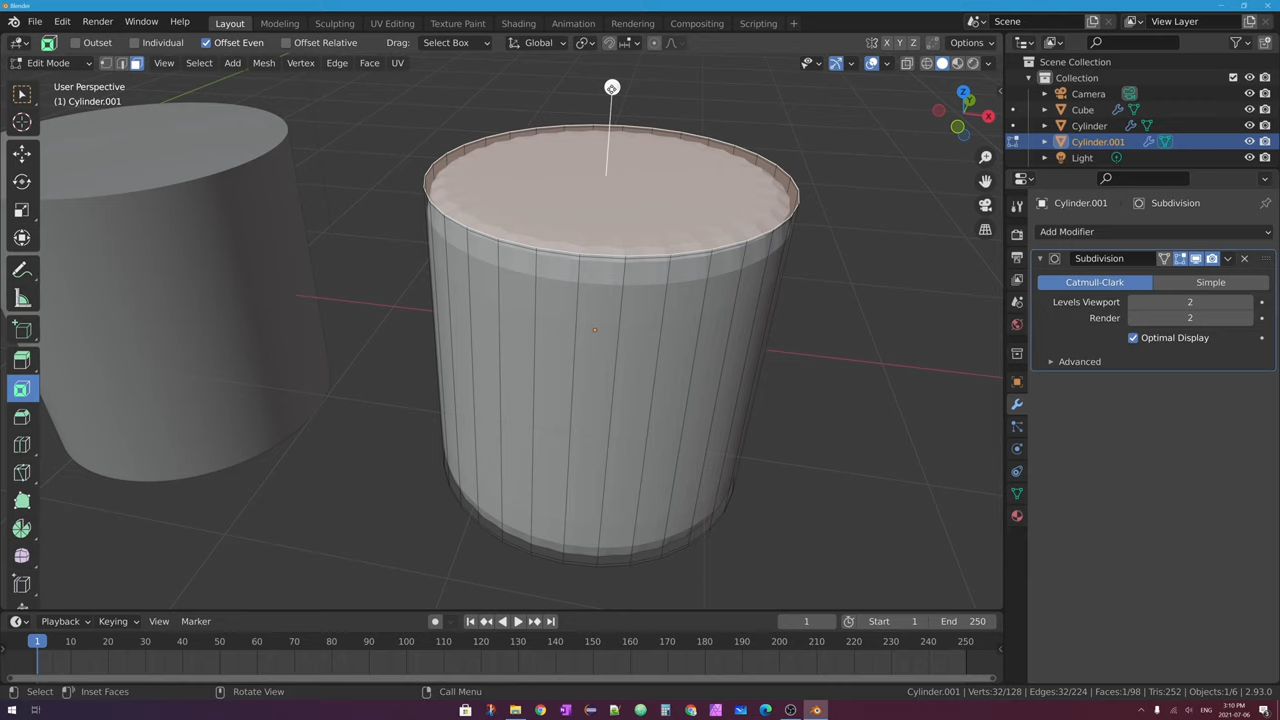 Blender
File Edit Render Window Help Layout Modeling Sculpting UV Editing Texture Paint Shading Animation Rendering Compositing Scripting + Scene View Layer
Outset Individual Offset Even Offset Relative Drag: Select Box Global X Y Z Options
Edit Mode View Select Add Mesh Vertex Edge Face UV
User Perspective
(1) Cylinder.001
Z
Y
X
Scene Collection
Collection
Camera
Cube
Cylinder
Cylinder.001
Light
Cylinder.001 Subdivision
Add Modifier
Subdivision
Catmull-Clark Simple
Levels Viewport 2
Render 2
Optimal Display
Advanced
Playback Keying View Marker 1 Start 1 End 250
1 10 20 30 40 50 60 70 80 90 100 110 120 130 140 150 160 170 180 190 200 210 220 230 240 250
Select Inset Faces Rotate View Call Menu Cylinder.001 | Verts:32/128 | Edges:32/224 | Faces:1/98 | Tris:252 | Objects:1/6 | 2.93.0
3:10 PM
2021-07-06